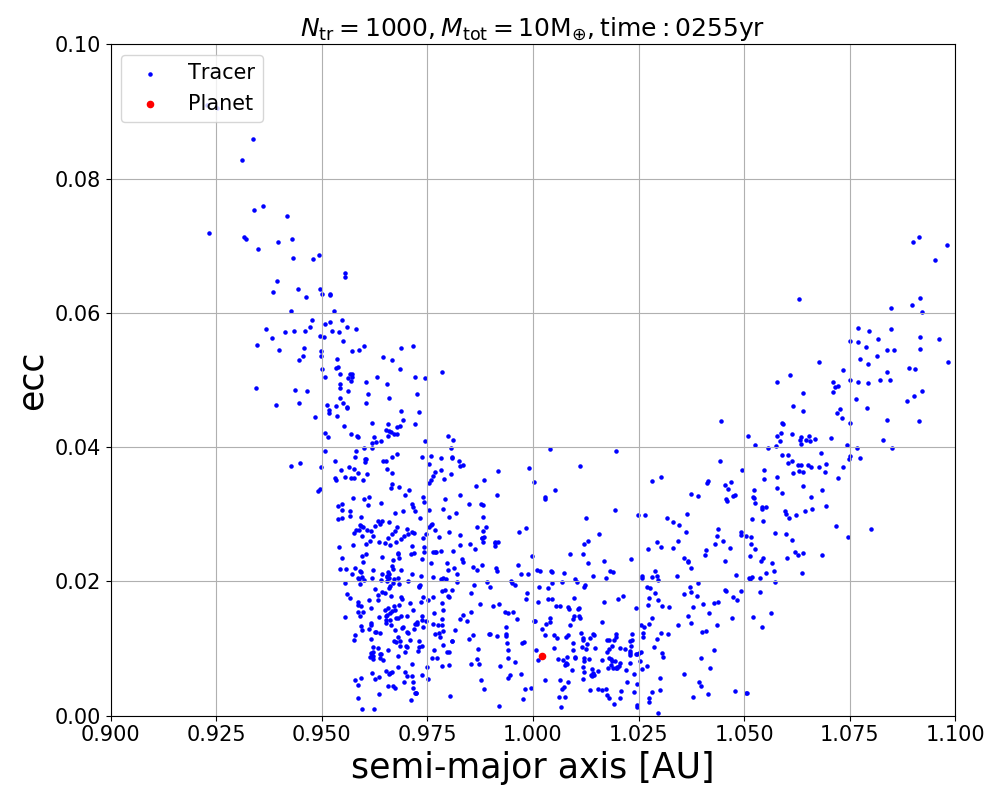 N_tr = 1000, M_tot = 10M_⊕, time : 0255yr
Tracer
Planet
ecc
0.10
0.08
0.06
0.04
0.02
0.00
0.900 0.925 0.950 0.975 1.000 1.025 1.050 1.075 1.100
semi-major axis [AU]